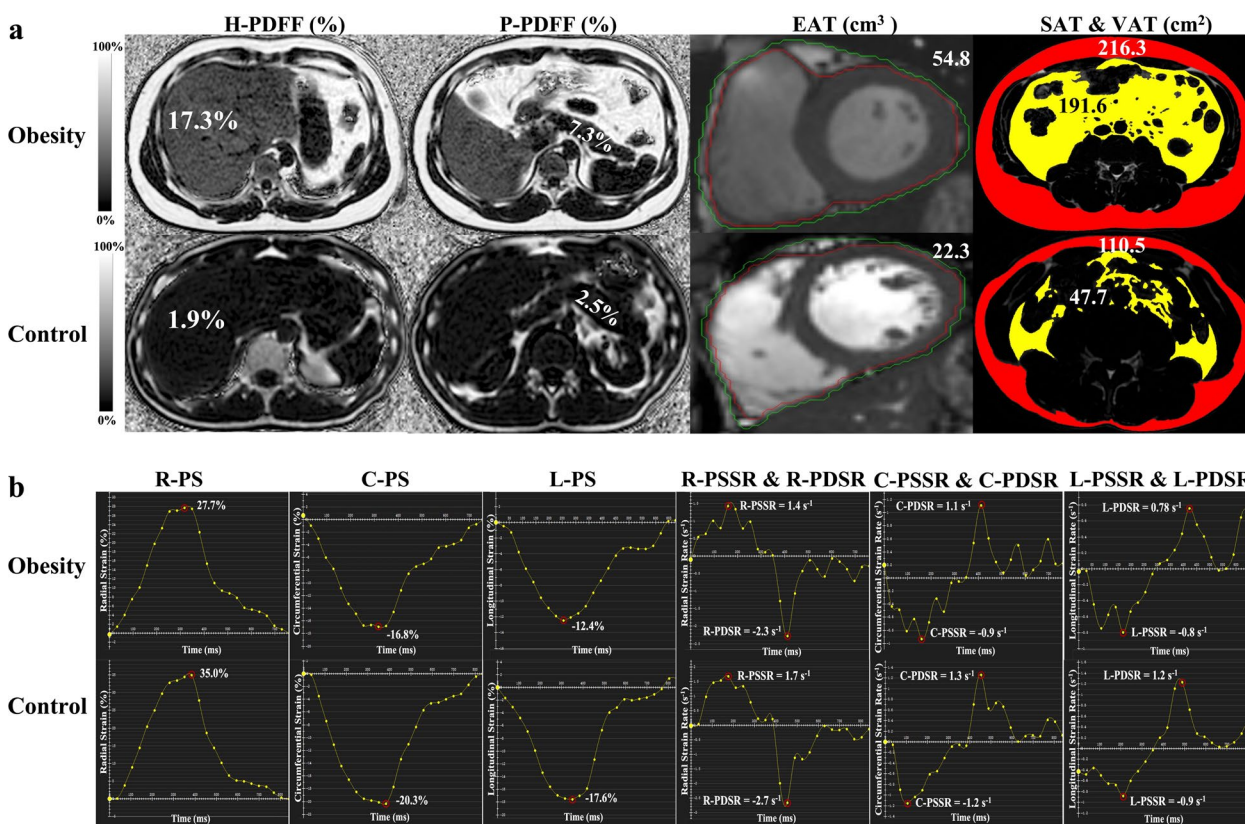 a
H-PDFF (%)
P-PDFF (%)
EAT (cm³)
SAT & VAT (cm²)
Obesity
100%
0%
17.3%
7.3%
54.8
216.3
191.6
Control
100%
0%
1.9%
2.5%
22.3
110.5
47.7
b
R-PS
C-PS
L-PS
R-PSSR & R-PDSR
C-PSSR & C-PDSR
L-PSSR & L-PDSR
Obesity
Radial Strain (%)
27.7%
Time (ms)
Circumferential Strain (%)
-16.8%
Time (ms)
Longitudinal Strain (%)
-12.4%
Time (ms)
Radial Strain Rate (s⁻¹)
R-PSSR = 1.4 s⁻¹
R-PDSR = -2.3 s⁻¹
Time (ms)
Circumferential Strain Rate (s⁻¹)
C-PDSR = 1.1 s⁻¹
C-PSSR = -0.9 s⁻¹
Time (ms)
Longitudinal Strain Rate (s⁻¹)
L-PDSR = 0.78 s⁻¹
L-PSSR = -0.8 s⁻¹
Time (ms)
Control
Radial Strain (%)
35.0%
Time (ms)
Circumferential Strain (%)
-20.3%
Time (ms)
Longitudinal Strain (%)
-17.6%
Time (ms)
Radial Strain Rate (s⁻¹)
R-PSSR = 1.7 s⁻¹
R-PDSR = -2.7 s⁻¹
Time (ms)
Circumferential Strain Rate (s⁻¹)
C-PDSR = 1.3 s⁻¹
C-PSSR = -1.2 s⁻¹
Time (ms)
Longitudinal Strain Rate (s⁻¹)
L-PDSR = 1.2 s⁻¹
L-PSSR = -0.9 s⁻¹
Time (ms)